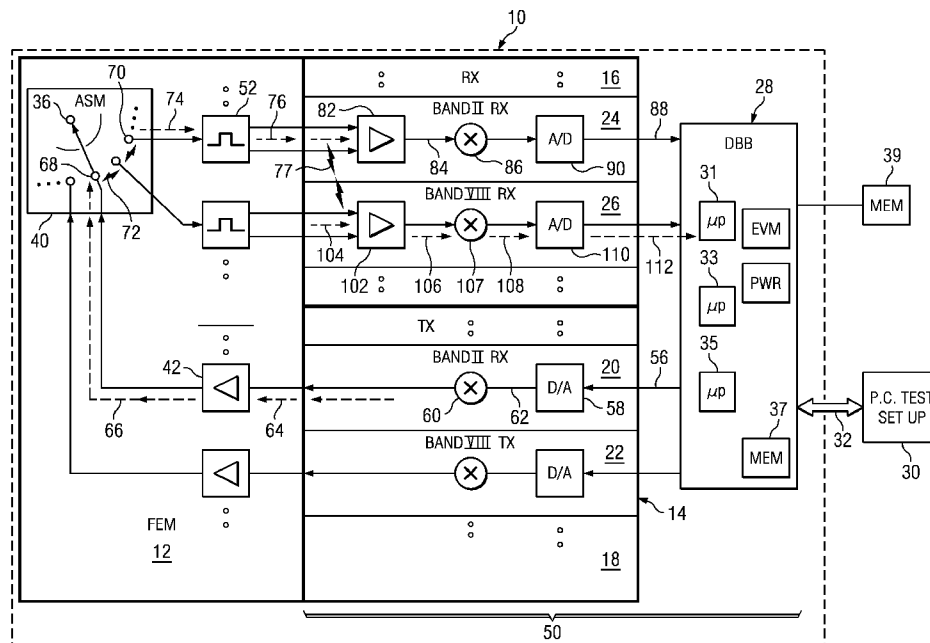 10
70
ASM
36
74
52
76
82
RX
16
BAND II RX
24
88
28
DBB
84
86
A/D
90
68
77
BAND VIII RX
26
31
μp
EVM
39
MEM
40
72
104
102
106
107
108
A/D
110
112
33
μp
PWR
TX
42
BAND II RX
20
56
35
μp
60
62
D/A
58
66
64
37
MEM
32
P.C. TEST
SET UP
30
BAND VIII TX
22
D/A
14
FEM
12
18
50